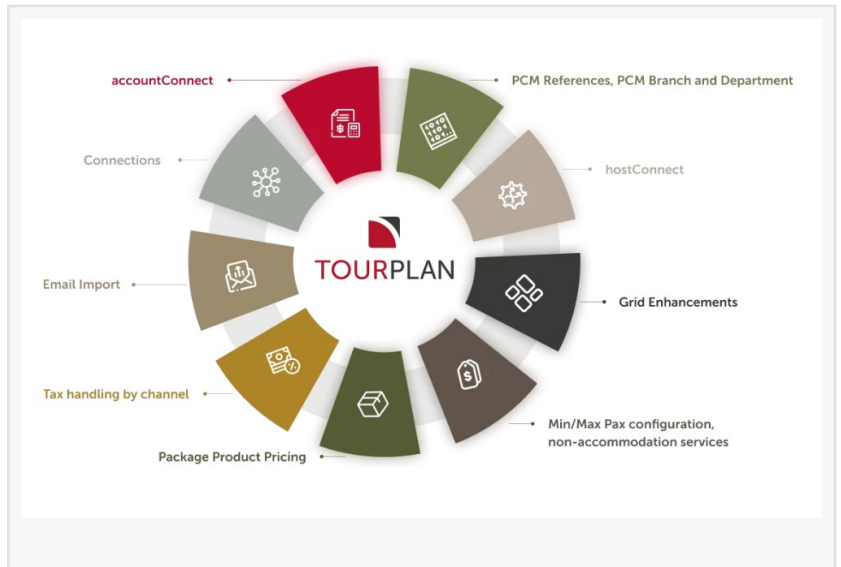 accountConnect
PCM References, PCM Branch and Department
Connections
hostConnect
TOURPLAN
Email Import
Grid Enhancements
Tax handling by channel
Min/Max Pax configuration,
non-accommodation services
Package Product Pricing